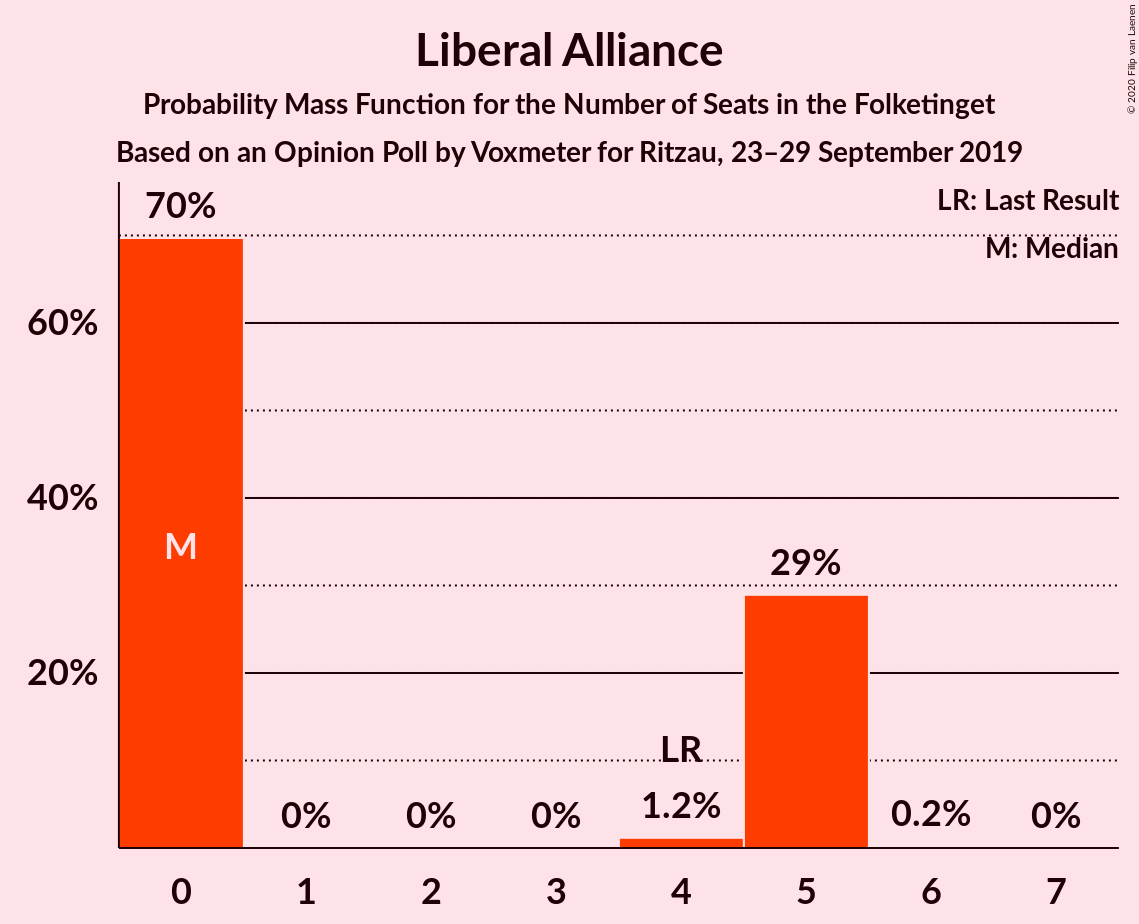 Liberal Alliance
Probability Mass Function for the Number of Seats in the Folketinget
Based on an Opinion Poll by Voxmeter for Ritzau, 23–29 September 2019
© 2020 Filip van Laenen
LR: Last Result
M: Median
70%
60%
40%
20%
M
0%
0%
0%
LR
1.2%
29%
0.2%
0%
0 1 2 3 4 5 6 7